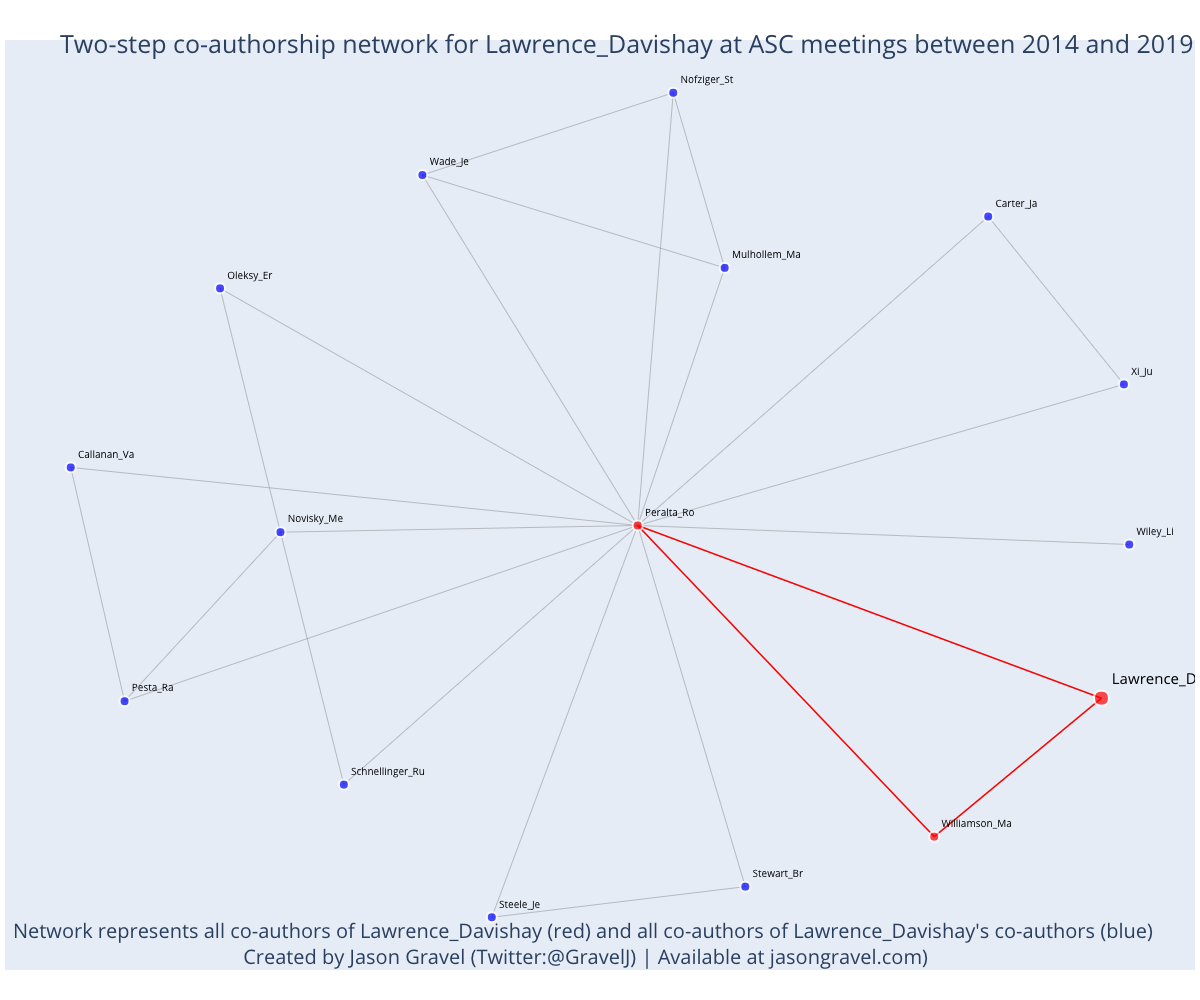 Two-step co-authorship network for Lawrence_Davishay at ASC meetings between 2014 and 2019
Nofziger_St
Wade_Je
Carter_Ja
Mulhollem_Ma
Oleksy_Er
Xi_Ju
Callanan_Va
Peralta_Ro
Novisky_Me
Wiley_Li
Lawrence_D
Pesta_Ra
Schnellinger_Ru
Williamson_Ma
Stewart_Br
Steele_Je
Network represents all co-authors of Lawrence_Davishay (red) and all co-authors of Lawrence_Davishay's co-authors (blue)
Created by Jason Gravel (Twitter:@GravelJ) | Available at jasongravel.com)